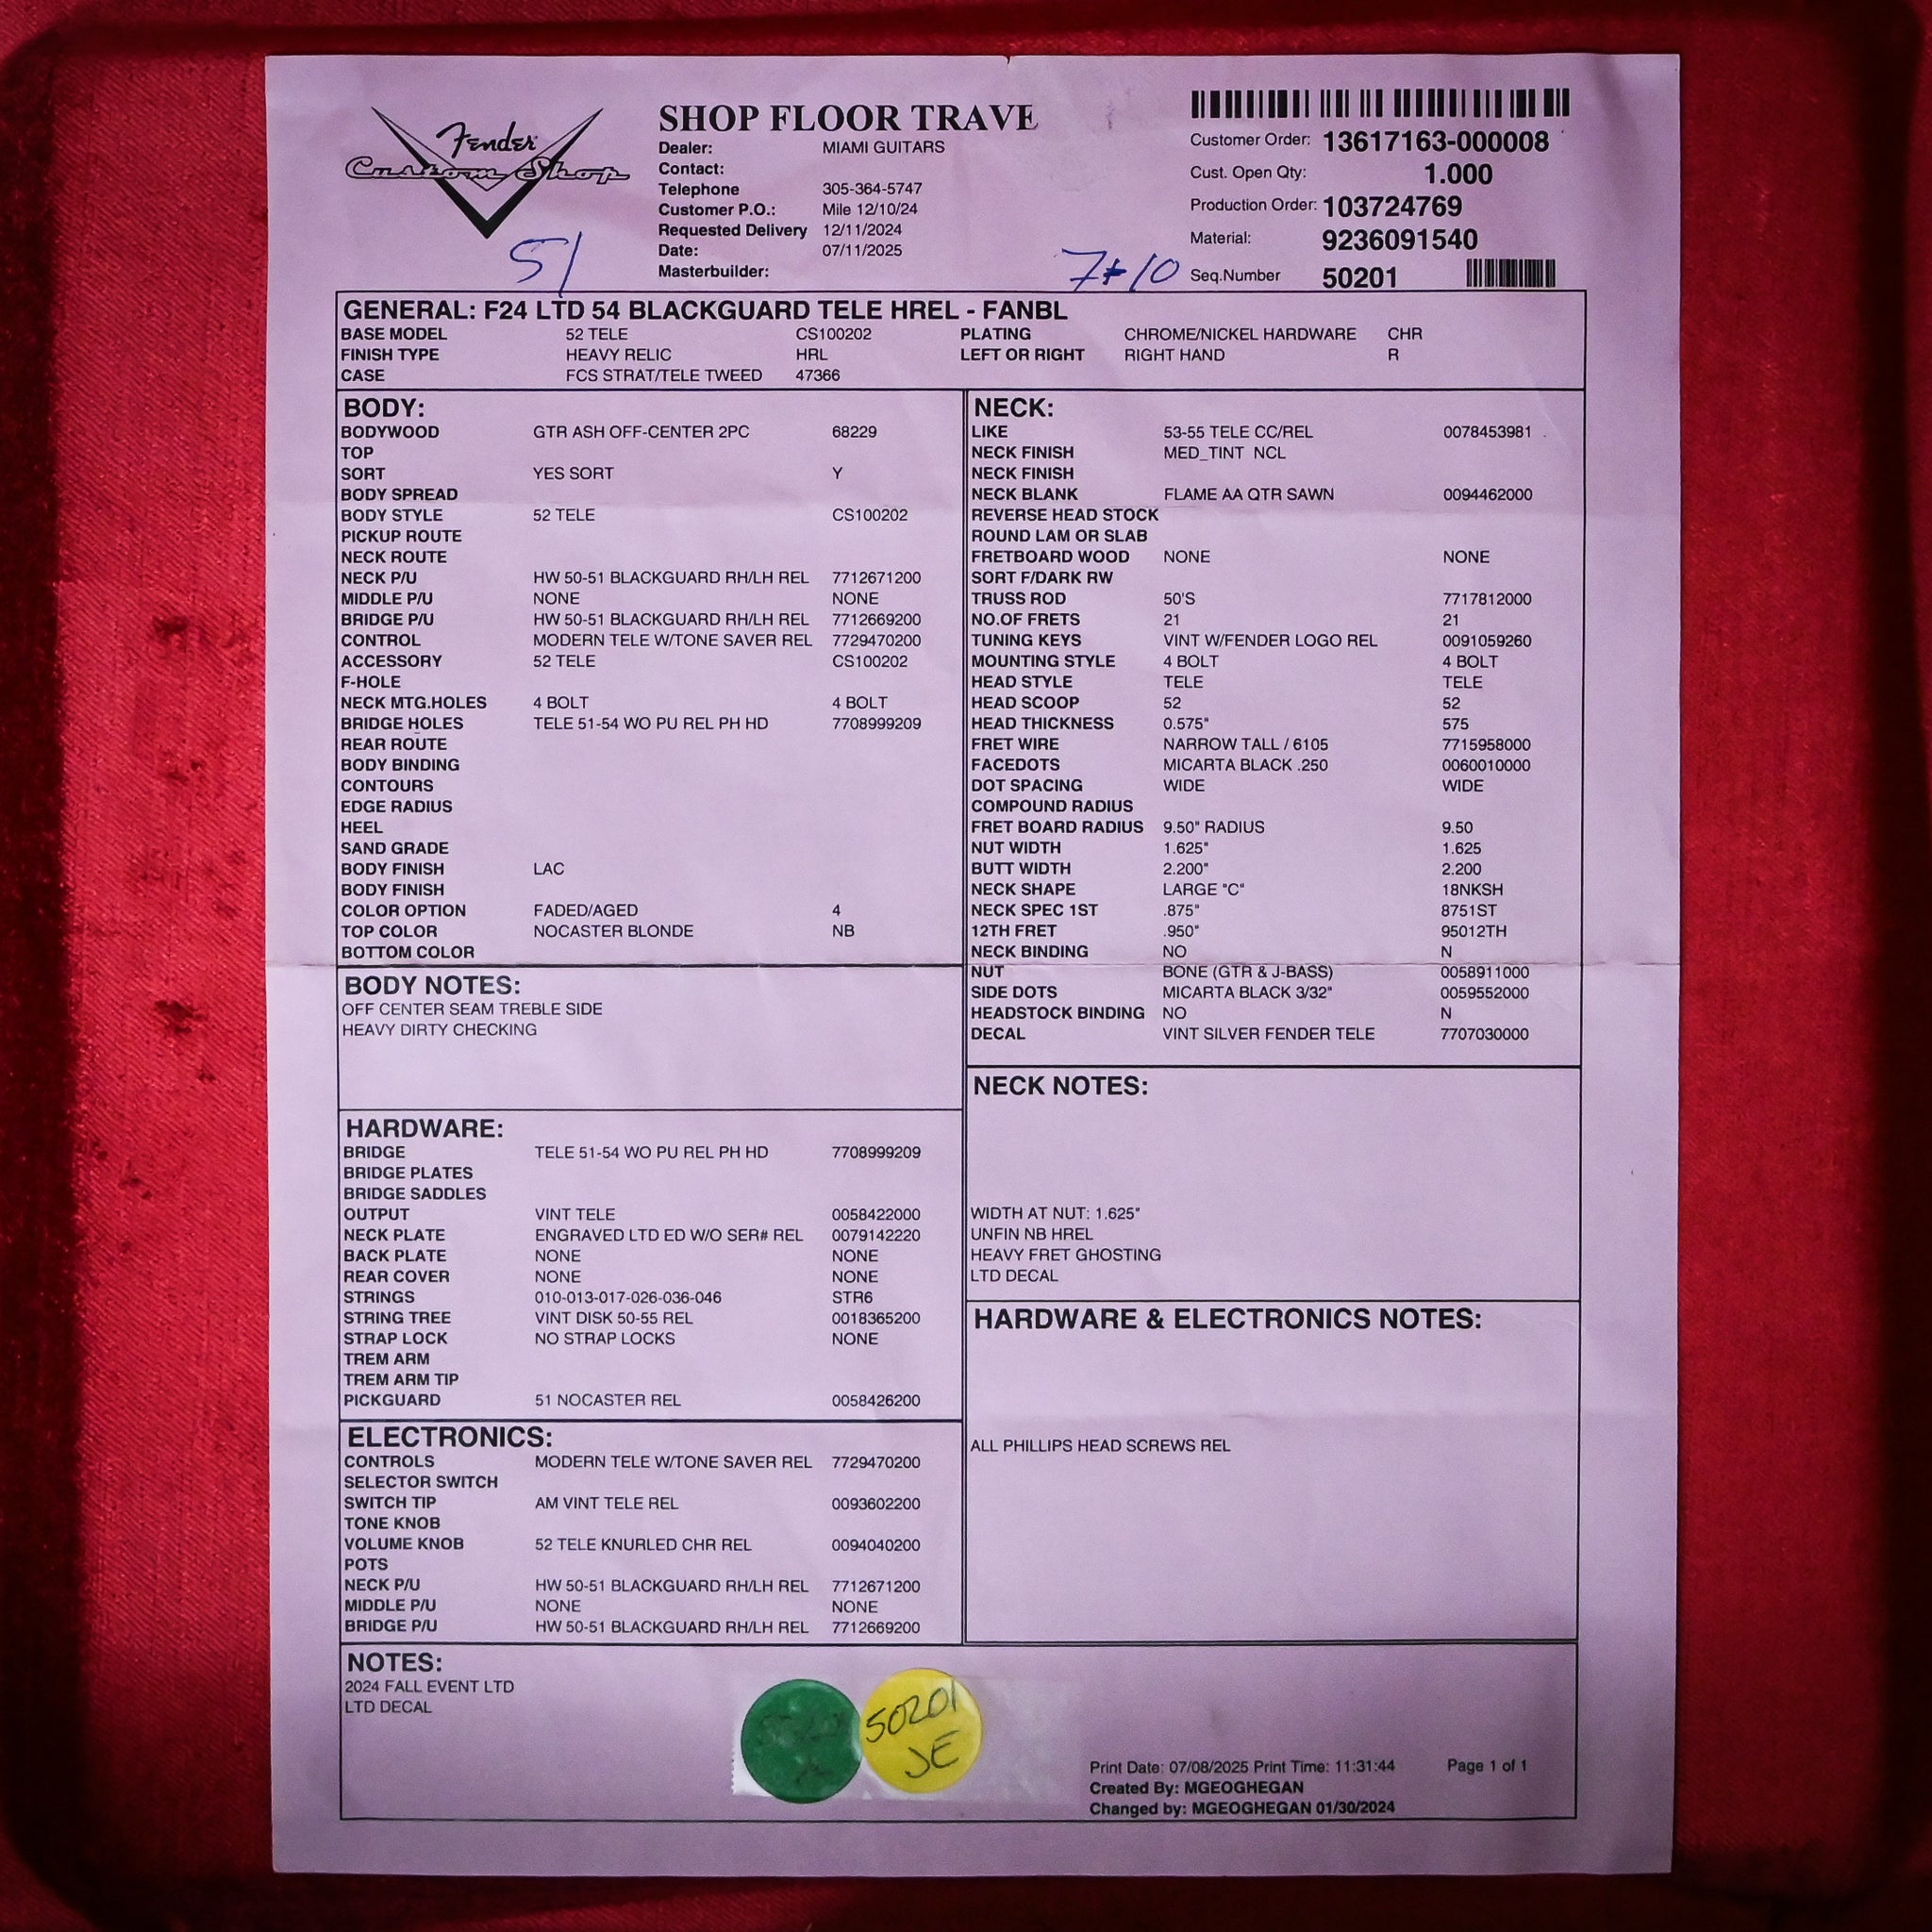 Fender
Custom Shop
SHOP FLOOR TRAVE
Dealer: MIAMI GUITARS
Contact:
Telephone 305-364-5747
Customer P.O.: Mile 12/10/24
Requested Delivery 12/11/2024
Date: 07/11/2025
Masterbuilder:
51
7+10
Customer Order: 13617163-000008
Cust. Open Qty: 1.000
Production Order: 103724769
Material: 9236091540
Seq.Number 50201
GENERAL: F24 LTD 54 BLACKGUARD TELE HREL - FANBL
BASE MODEL 52 TELE CS100202 PLATING CHROME/NICKEL HARDWARE CHR
FINISH TYPE HEAVY RELIC HRL LEFT OR RIGHT RIGHT HAND R
CASE FCS STRAT/TELE TWEED 47366
BODY:
BODYWOOD GTR ASH OFF-CENTER 2PC 68229
TOP
SORT YES SORT Y
BODY SPREAD
BODY STYLE 52 TELE CS100202
PICKUP ROUTE
NECK ROUTE
NECK P/U HW 50-51 BLACKGUARD RH/LH REL 7712671200
MIDDLE P/U NONE NONE
BRIDGE P/U HW 50-51 BLACKGUARD RH/LH REL 7712669200
CONTROL MODERN TELE W/TONE SAVER REL 7729470200
ACCESSORY 52 TELE CS100202
F-HOLE
NECK MTG.HOLES 4 BOLT 4 BOLT
BRIDGE HOLES TELE 51-54 WO PU REL PH HD 7708999209
REAR ROUTE
BODY BINDING
CONTOURS
EDGE RADIUS
HEEL
SAND GRADE
BODY FINISH LAC
BODY FINISH
COLOR OPTION FADED/AGED 4
TOP COLOR NOCASTER BLONDE NB
BOTTOM COLOR
BODY NOTES:
OFF CENTER SEAM TREBLE SIDE
HEAVY DIRTY CHECKING
HARDWARE:
BRIDGE TELE 51-54 WO PU REL PH HD 7708999209
BRIDGE PLATES
BRIDGE SADDLES
OUTPUT VINT TELE 0058422000
NECK PLATE ENGRAVED LTD ED W/O SER# REL 0079142220
BACK PLATE NONE NONE
REAR COVER NONE NONE
STRINGS 010-013-017-026-036-046 STR6
STRING TREE VINT DISK 50-55 REL 0018365200
STRAP LOCK NO STRAP LOCKS NONE
TREM ARM
TREM ARM TIP
PICKGUARD 51 NOCASTER REL 0058426200
ELECTRONICS:
CONTROLS MODERN TELE W/TONE SAVER REL 7729470200
SELECTOR SWITCH
SWITCH TIP AM VINT TELE REL 0093602200
TONE KNOB
VOLUME KNOB 52 TELE KNURLED CHR REL 0094040200
POTS
NECK P/U HW 50-51 BLACKGUARD RH/LH REL 7712671200
MIDDLE P/U NONE NONE
BRIDGE P/U HW 50-51 BLACKGUARD RH/LH REL 7712669200
NECK:
LIKE 53-55 TELE CC/REL 0078453981
NECK FINISH MED_TINT NCL
NECK FINISH
NECK BLANK FLAME AA QTR SAWN 0094462000
REVERSE HEAD STOCK
ROUND LAM OR SLAB
FRETBOARD WOOD NONE NONE
SORT F/DARK RW
TRUSS ROD 50'S 7717812000
NO.OF FRETS 21 21
TUNING KEYS VINT W/FENDER LOGO REL 0091059260
MOUNTING STYLE 4 BOLT 4 BOLT
HEAD STYLE TELE TELE
HEAD SCOOP 52 52
HEAD THICKNESS 0.575" 575
FRET WIRE NARROW TALL / 6105 7715958000
FACEDOTS MICARTA BLACK .250 0060010000
DOT SPACING WIDE WIDE
COMPOUND RADIUS
FRET BOARD RADIUS 9.50" RADIUS 9.50
NUT WIDTH 1.625" 1.625
BUTT WIDTH 2.200" 2.200
NECK SHAPE LARGE "C" 18NKSH
NECK SPEC 1ST .875" 8751ST
12TH FRET .950" 95012TH
NECK BINDING NO N
NUT BONE (GTR & J-BASS) 0058911000
SIDE DOTS MICARTA BLACK 3/32" 0059552000
HEADSTOCK BINDING NO N
DECAL VINT SILVER FENDER TELE 7707030000
NECK NOTES:
WIDTH AT NUT: 1.625"
UNFIN NB HREL
HEAVY FRET GHOSTING
LTD DECAL
HARDWARE & ELECTRONICS NOTES:
ALL PHILLIPS HEAD SCREWS REL
NOTES:
2024 FALL EVENT LTD
LTD DECAL
50201
JE
Print Date: 07/08/2025 Print Time: 11:31:44 Page 1 of 1
Created By: MGEOGHEGAN
Changed by: MGEOGHEGAN 01/30/2024